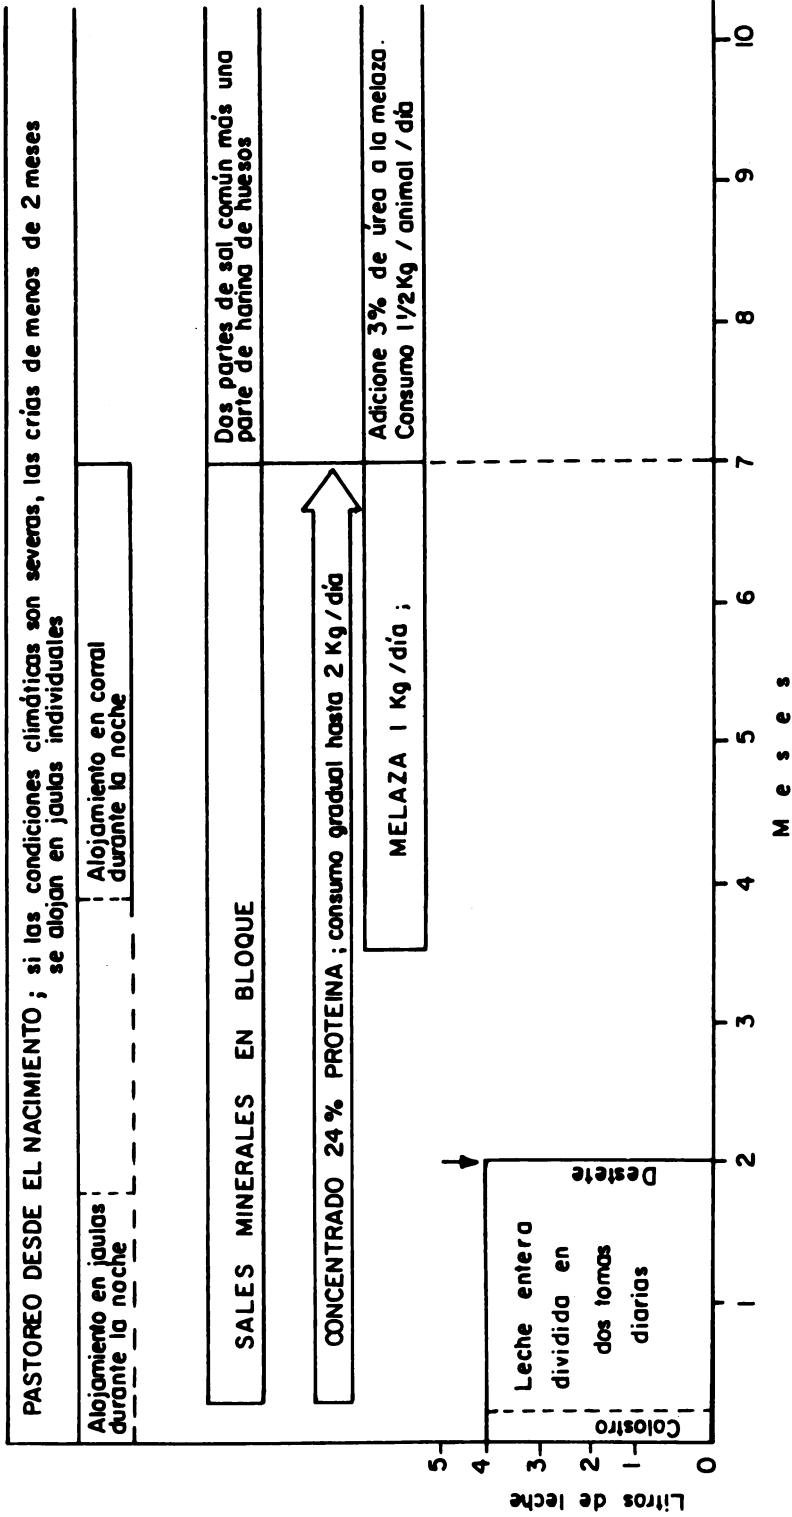 PASTOREO DESDE EL NACIMIENTO; si las condiciones climáticas son severas, las crías de menos de 2 meses
se alojan en jaulas individuales
Alojamiento en jaulas
durante la noche
Alojamiento en corral
durante la noche
SALES MINERALES EN BLOQUE
Dos partes de sal común más una
parte de harina de huesos
CONCENTRADO 24% PROTEINA; consumo gradual hasta 2 Kg/día
MELAZA 1 Kg/día;
Adicione 3% de úrea a la melaza.
Consumo 1 1/2 Kg/animal/día
Litros de leche
5
4
3
2
1
0
Colostro
Leche entera
dividida en
dos tomas
diarias
Destete
1
2
3
4
5
6
7
8
9
10
Meses